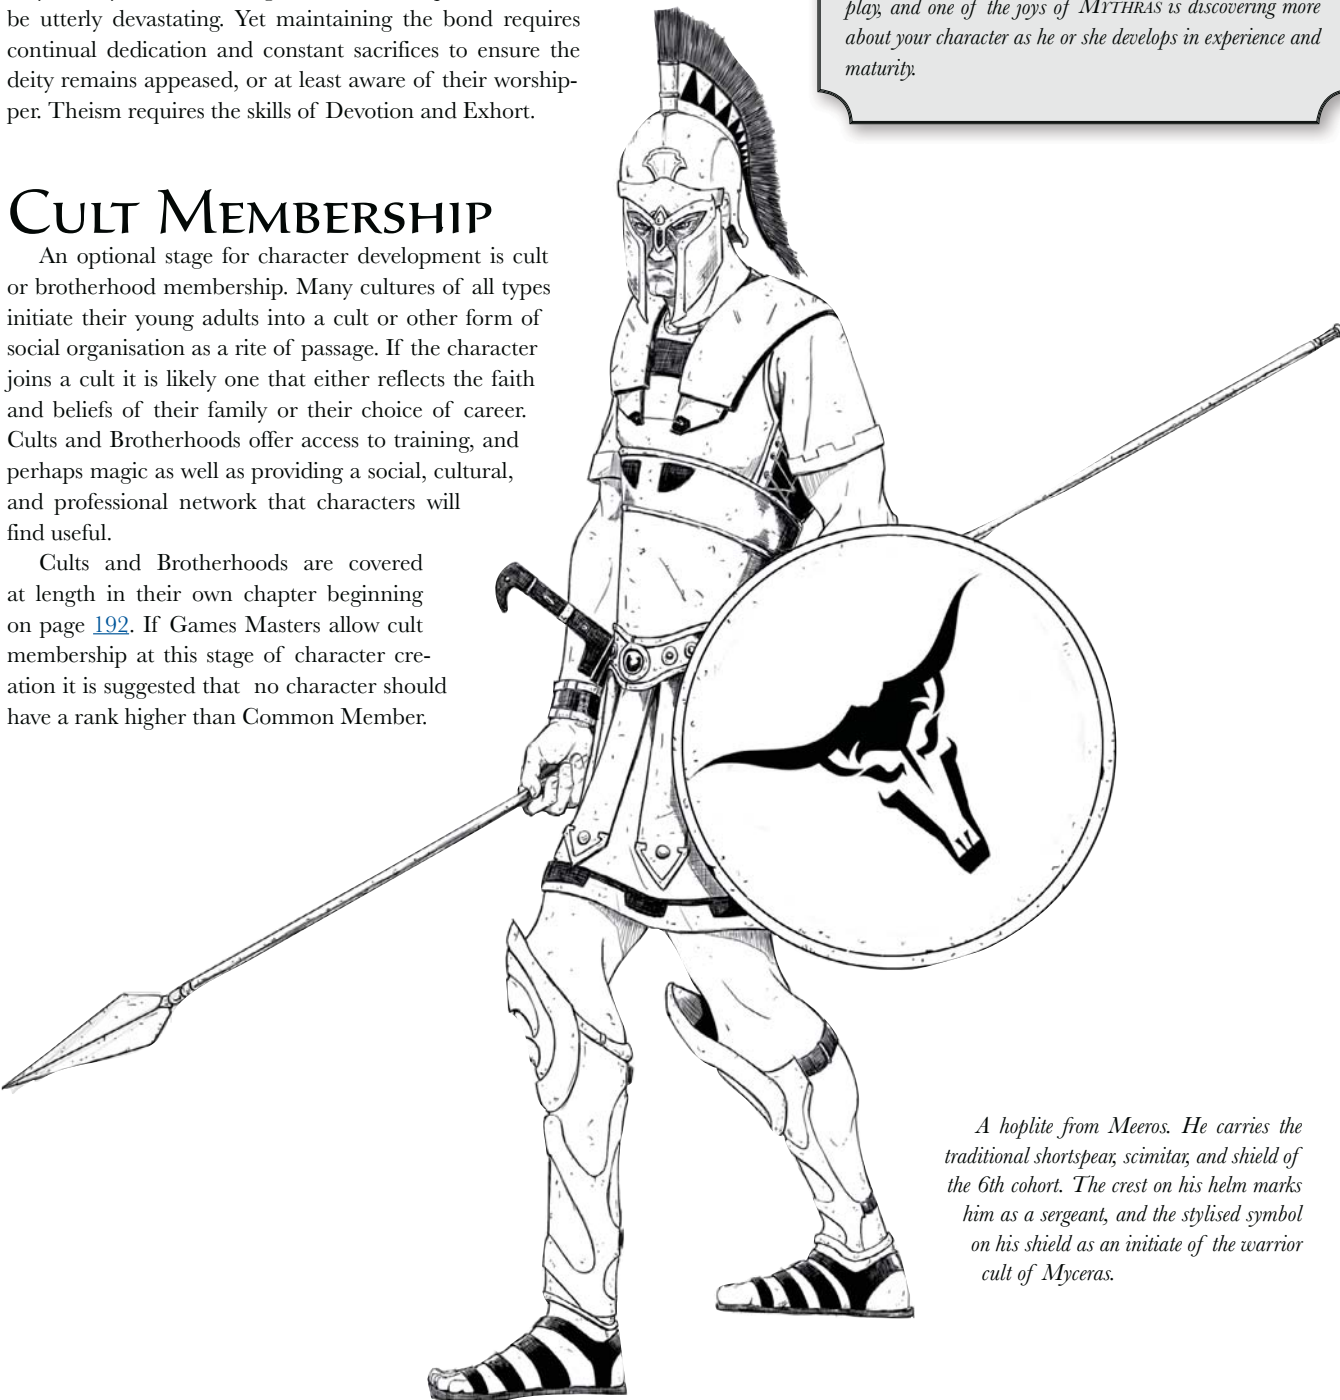 be utterly devastating. Yet maintaining the bond requires
continual dedication and constant sacrifices to ensure the
deity remains appeased, or at least aware of their worship-
per. Theism requires the skills of Devotion and Exhort.
CULT MEMBERSHIP
An optional stage for character development is cult
or brotherhood membership. Many cultures of all types
initiate their young adults into a cult or other form of
social organisation as a rite of passage. If the character
joins a cult it is likely one that either reflects the faith
and beliefs of their family or their choice of career.
Cults and Brotherhoods offer access to training, and
perhaps magic as well as providing a social, cultural,
and professional network that characters will
find useful.
Cults and Brotherhoods are covered
at length in their own chapter beginning
on page 192. If Games Masters allow cult
membership at this stage of character cre-
ation it is suggested that no character should
have a rank higher than Common Member.
play, and one of the joys of MYTHRAS is discovering more
about your character as he or she develops in experience and
maturity.
A hoplite from Meeros. He carries the
traditional shortspear, scimitar, and shield of
the 6th cohort. The crest on his helm marks
him as a sergeant, and the stylised symbol
on his shield as an initiate of the warrior
cult of Myceras.